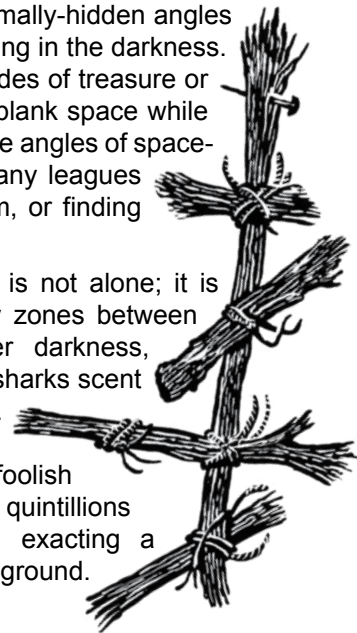 mally-hidden angles
ing in the darkness.
des of treasure or
plank space while
e angles of space-
any leagues
m, or finding
is not alone; it is
zones between
er darkness,
sharks scent
foolish
quintillions
exacting a
ground.